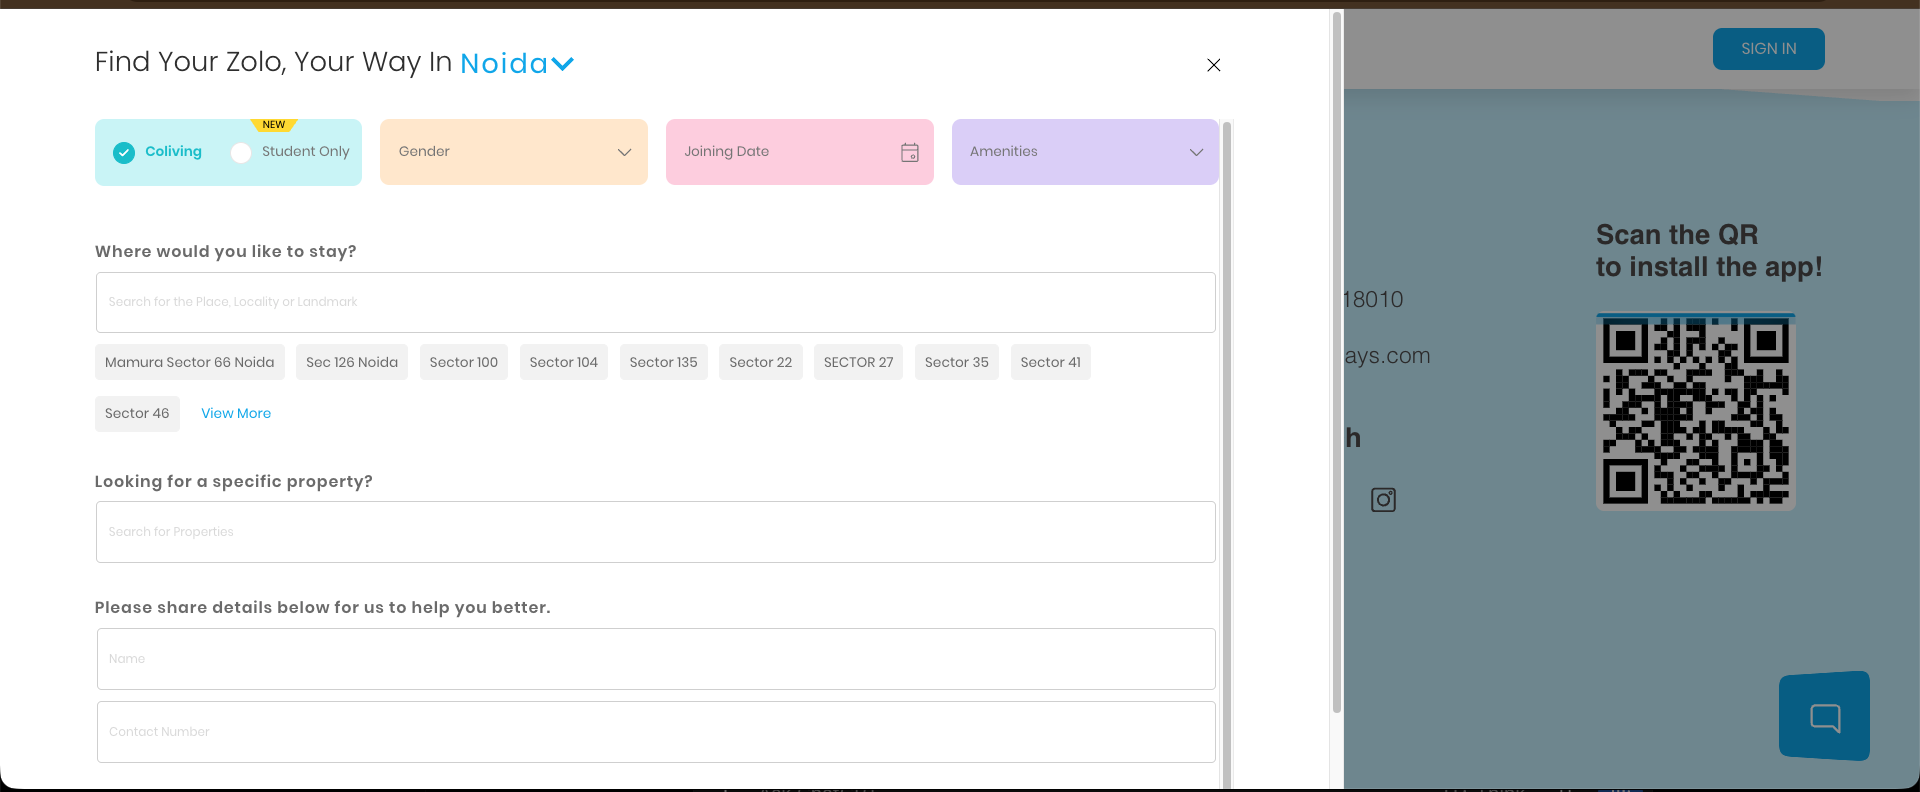 Find Your Zolo, Your Way In Noida
SIGN IN
NEW
Coliving
Student Only
Gender
Joining Date
Amenities
Where would you like to stay?
Search for the Place, Locality or Landmark
Mamura Sector 66 Noida
Sec 126 Noida
Sector 100
Sector 104
Sector 135
Sector 22
SECTOR 27
Sector 35
Sector 41
Sector 46
View More
Looking for a specific property?
Search for Properties
Please share details below for us to help you better.
Name
Contact Number
Scan the QR
to install the app!
18010
ays.com
h